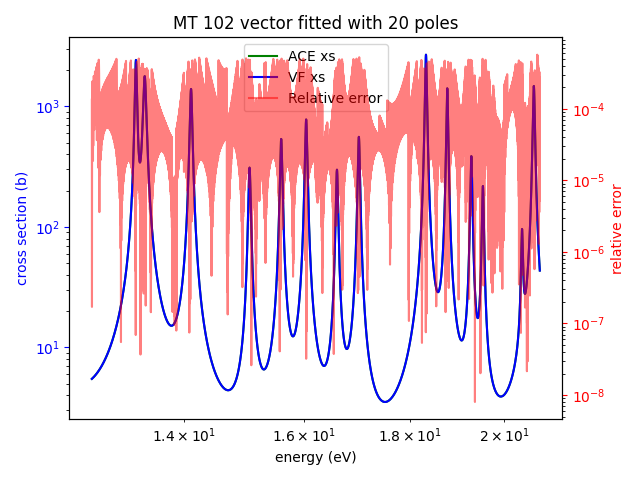 MT 102 vector fitted with 20 poles
ACE xs
VF xs
Relative error
cross section (b)
10³
10²
10¹
10⁻⁴
10⁻⁵
10⁻⁶
10⁻⁷
10⁻⁸
relative error
1.4 × 10¹ 1.6 × 10¹ 1.8 × 10¹ 2 × 10¹
energy (eV)